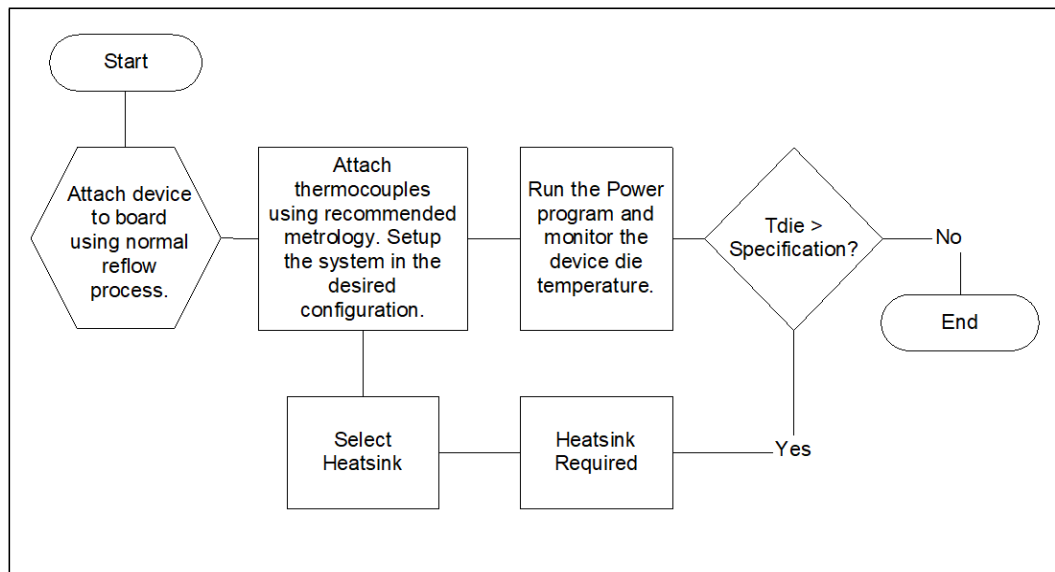 Start
Attach device
to board
using normal
reflow
process.
Attach
thermocouples
using recommended
metrology. Setup
the system in the
desired
configuration.
Run the Power
program and
monitor the
device die
temperature.
Tdie >
Specification?
No
End
Yes
Heatsink
Required
Select
Heatsink